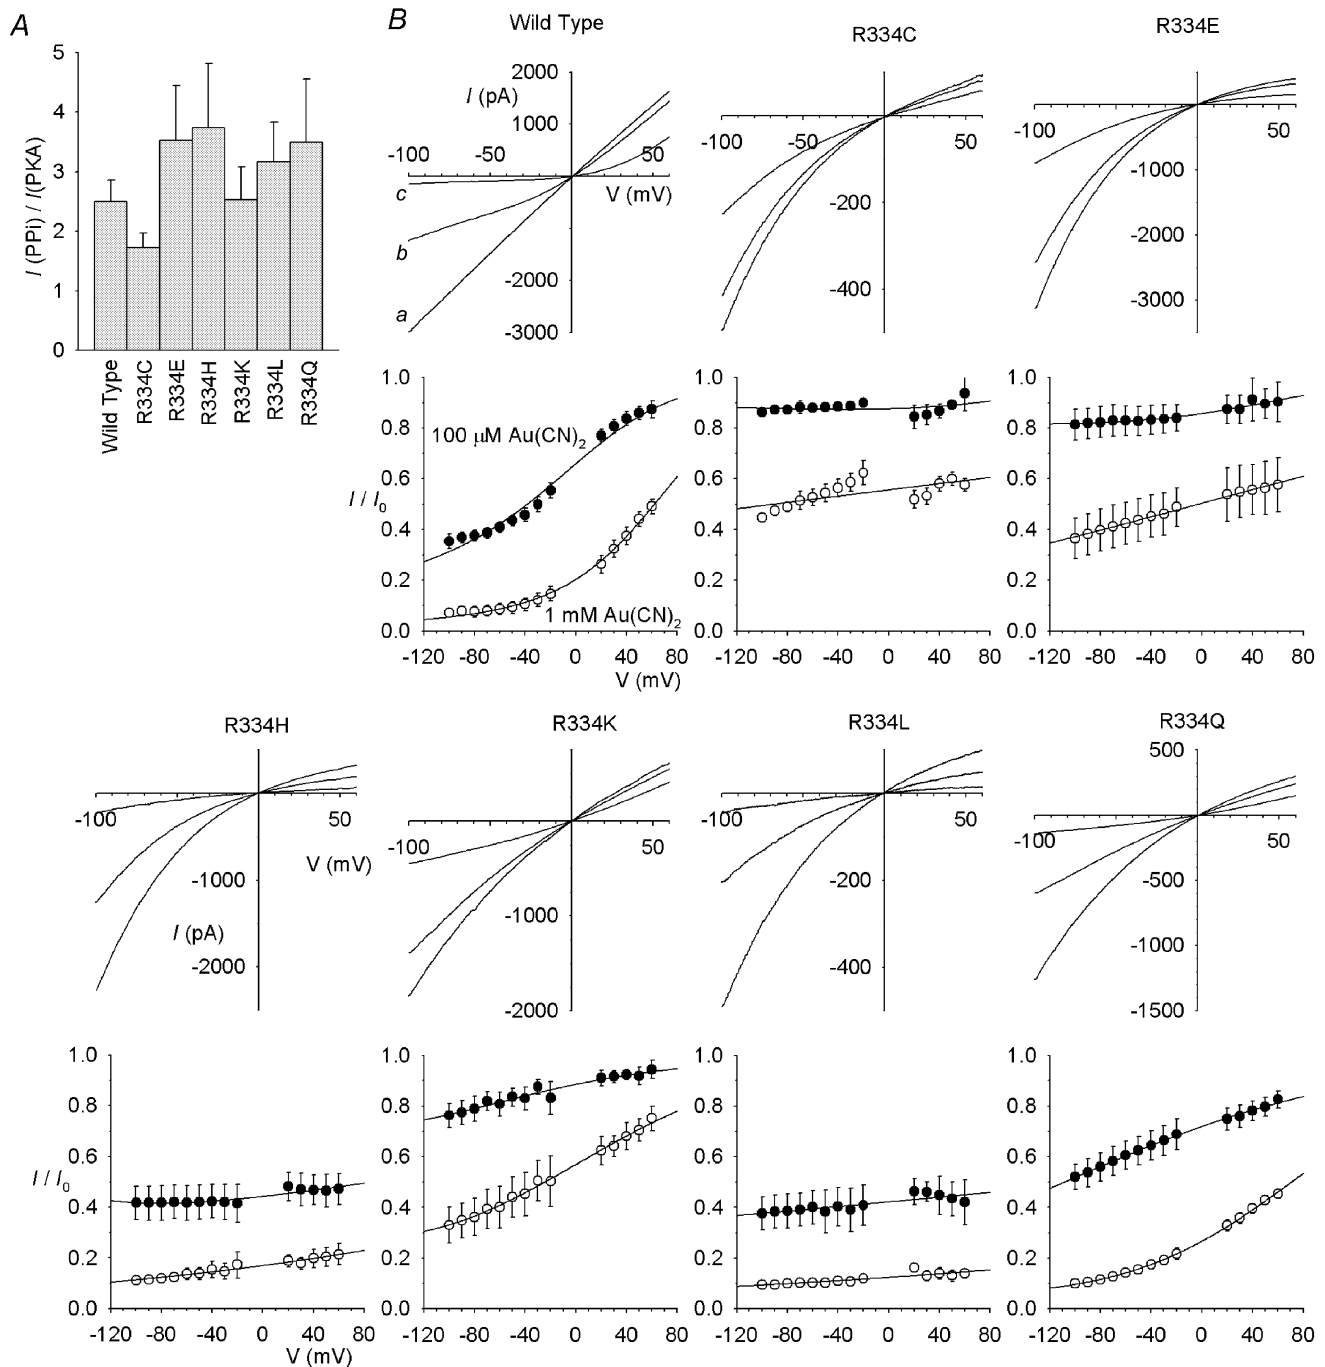 A
I (PPi) / I(PKA)
5
4
3
2
1
0
Wild Type
R334C
R334E
R334H
R334K
R334L
R334Q
B
Wild Type
I (pA)
2000
1000
-100
-50
50
V (mV)
c
b
a
-2000
-3000
R334C
-100
-50
50
-200
-400
R334E
-100
50
-1000
-2000
-3000
I / I0
1.0
0.8
0.6
0.4
0.2
0.0
100 μM Au(CN)2
1 mM Au(CN)2
-120 -80 -40 0 40 80
V (mV)
1.0
0.8
0.6
0.4
0.2
0.0
-120 -80 -40 0 40 80
1.0
0.8
0.6
0.4
0.2
0.0
-120 -80 -40 0 40 80
R334H
-100
50
V (mV)
-1000
I (pA)
-2000
R334K
-100
50
-1000
-2000
R334L
-100
50
-200
-400
R334Q
500
-100
50
-500
-1000
-1500
I / I0
1.0
0.8
0.6
0.4
0.2
0.0
-120 -80 -40 0 40 80
V (mV)
1.0
0.8
0.6
0.4
0.2
0.0
-120 -80 -40 0 40 80
1.0
0.8
0.6
0.4
0.2
0.0
-120 -80 -40 0 40 80
1.0
0.8
0.6
0.4
0.2
0.0
-120 -80 -40 0 40 80